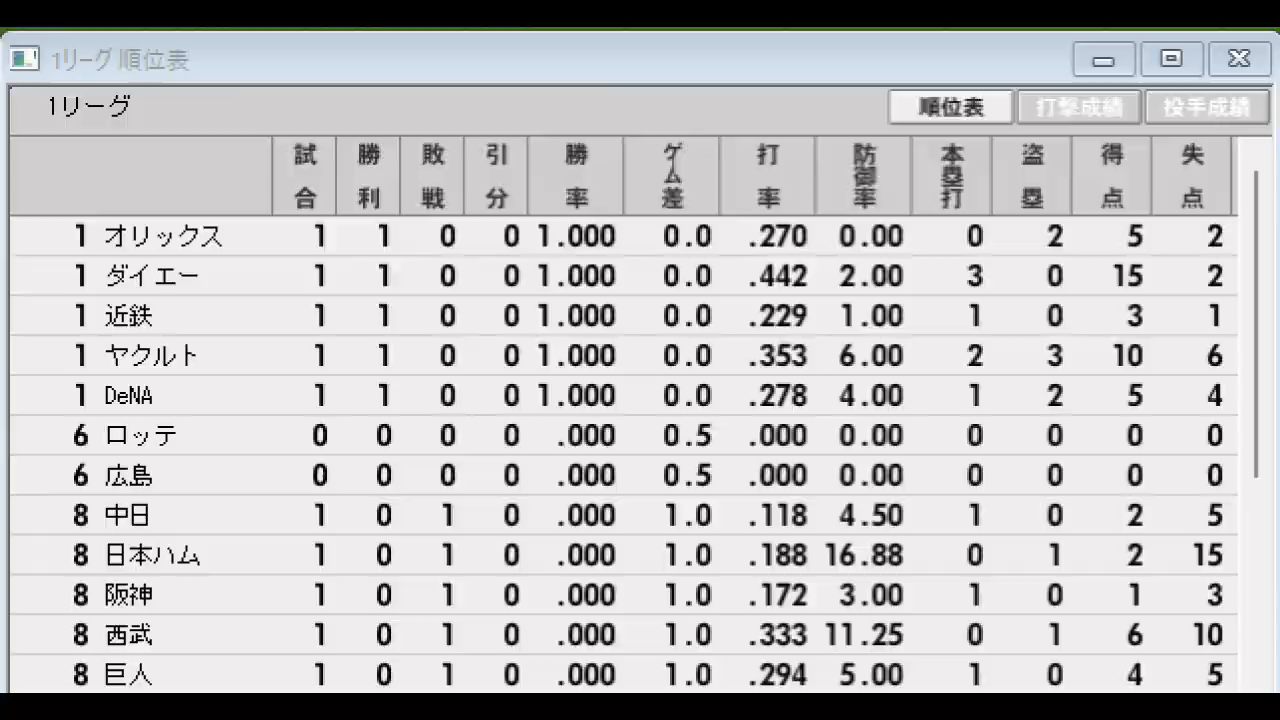 1リーグ 順位表
1リーグ
順位表 打撃成績 投手成績
試合 勝利 敗戦 引分 勝率 ゲーム差 打率 防御率 本塁打 盗塁 得点 失点
1 オリックス 1 1 0 0 1.000 0.0 .270 0.00 0 2 5 2
1 ダイエー 1 1 0 0 1.000 0.0 .442 2.00 3 0 15 2
1 近鉄 1 1 0 0 1.000 0.0 .229 1.00 1 0 3 1
1 ヤクルト 1 1 0 0 1.000 0.0 .353 6.00 2 3 10 6
1 DeNA 1 1 0 0 1.000 0.0 .278 4.00 1 2 5 4
6 ロッテ 0 0 0 0 .000 0.5 .000 0.00 0 0 0 0
6 広島 0 0 0 0 .000 0.5 .000 0.00 0 0 0 0
8 中日 1 0 1 0 .000 1.0 .118 4.50 1 0 2 5
8 日本ハム 1 0 1 0 .000 1.0 .188 16.88 0 1 2 15
8 阪神 1 0 1 0 .000 1.0 .172 3.00 1 0 1 3
8 西武 1 0 1 0 .000 1.0 .333 11.25 0 1 6 10
8 巨人 1 0 1 0 .000 1.0 .294 5.00 1 0 4 5